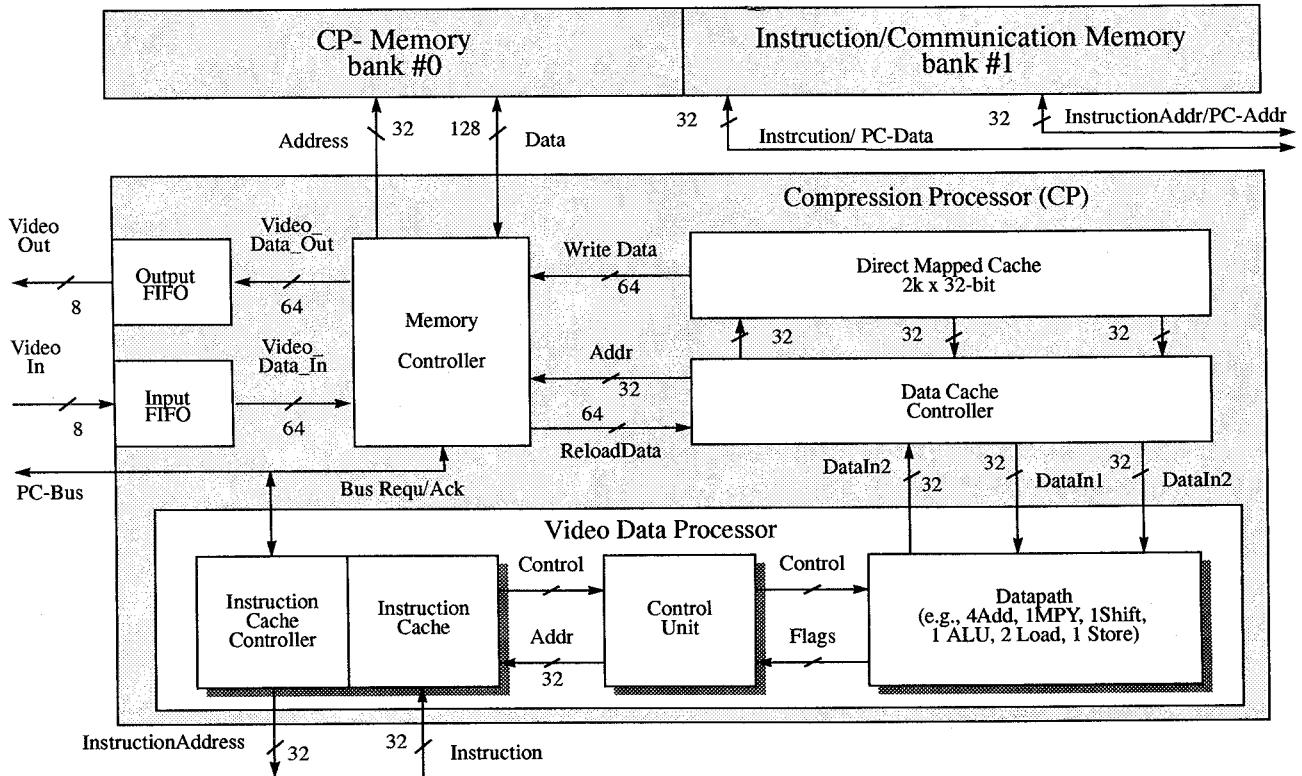 CP- Memory
bank #0
Instruction/Communication Memory
bank #1
Address
32
128
Data
32
Instrcution/ PC-Data
32
InstructionAddr/PC-Addr
Compression Processor (CP)
Video
Out
8
Output
FIFO
Video_
Data_Out
64
Video
In
8
Input
FIFO
Video_
Data_In
64
Memory
Controller
Write Data
64
Addr
32
64
ReloadData
Direct Mapped Cache
2k x 32-bit
32
32
32
Data Cache
Controller
PC-Bus
Bus Requ/Ack
DataIn2
32
32
DataIn1
32
DataIn2
Video Data Processor
Instruction
Cache
Controller
Instruction
Cache
Control
Addr
32
Control
Unit
Control
Flags
Datapath
(e.g., 4Add, 1MPY, 1Shift,
1 ALU, 2 Load, 1 Store)
InstructionAddress
32
32
Instruction